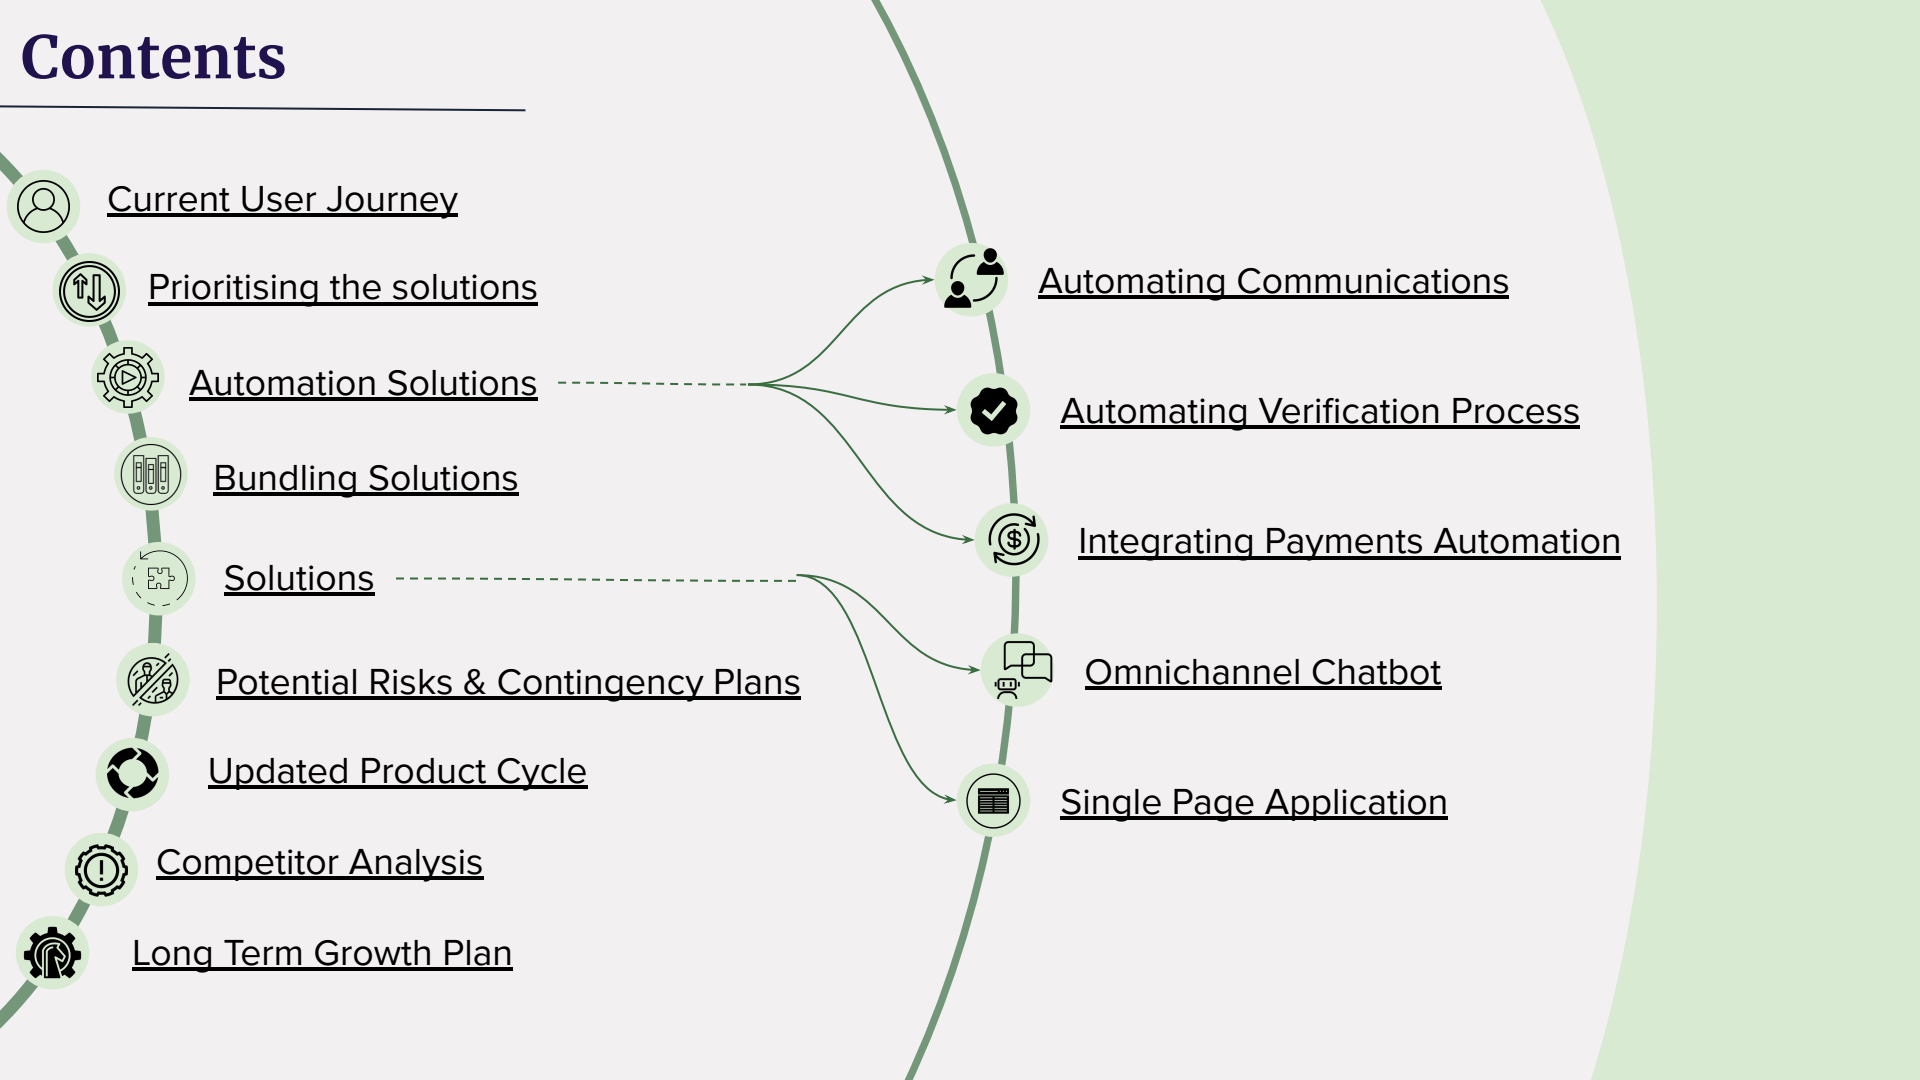 Contents
Current User Journey
Prioritising the solutions
Automation Solutions
Bundling Solutions
Solutions
Potential Risks & Contingency Plans
Updated Product Cycle
Competitor Analysis
Long Term Growth Plan
Automating Communications
Automating Verification Process
Integrating Payments Automation
Omnichannel Chatbot
Single Page Application